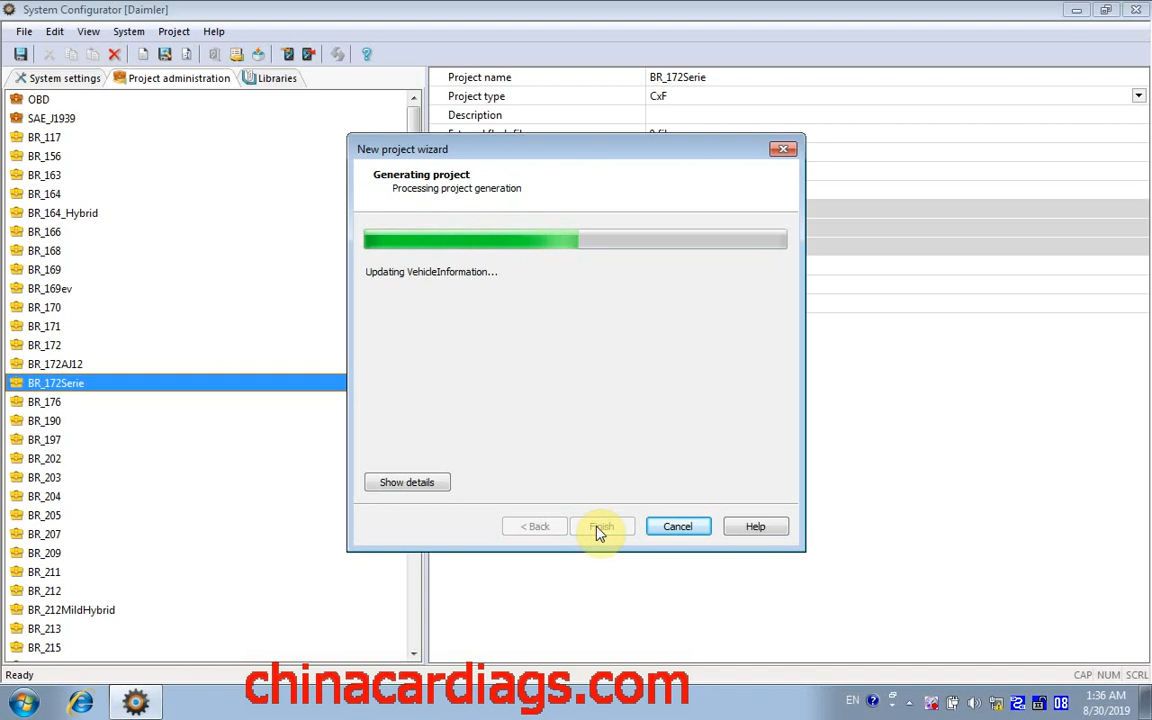 System Configurator [Daimler]
File Edit View System Project Help
System settings Project administration Libraries
OBD
SAE_J1939
BR_117
BR_156
BR_163
BR_164
BR_164_Hybrid
BR_166
BR_168
BR_169
BR_169ev
BR_170
BR_171
BR_172
BR_172AJ12
BR_172Serie
BR_176
BR_190
BR_197
BR_202
BR_203
BR_204
BR_205
BR_207
BR_209
BR_211
BR_212
BR_212MildHybrid
BR_213
BR_215
Project name BR_172Serie
Project type CxF
Description
New project wizard
Generating project
Processing project generation
Updating VehicleInformation...
Show details
< Back Finish Cancel Help
Ready
CAP NUM SCRL
chinacardiags.com
EN
08
1:36 AM
8/30/2019